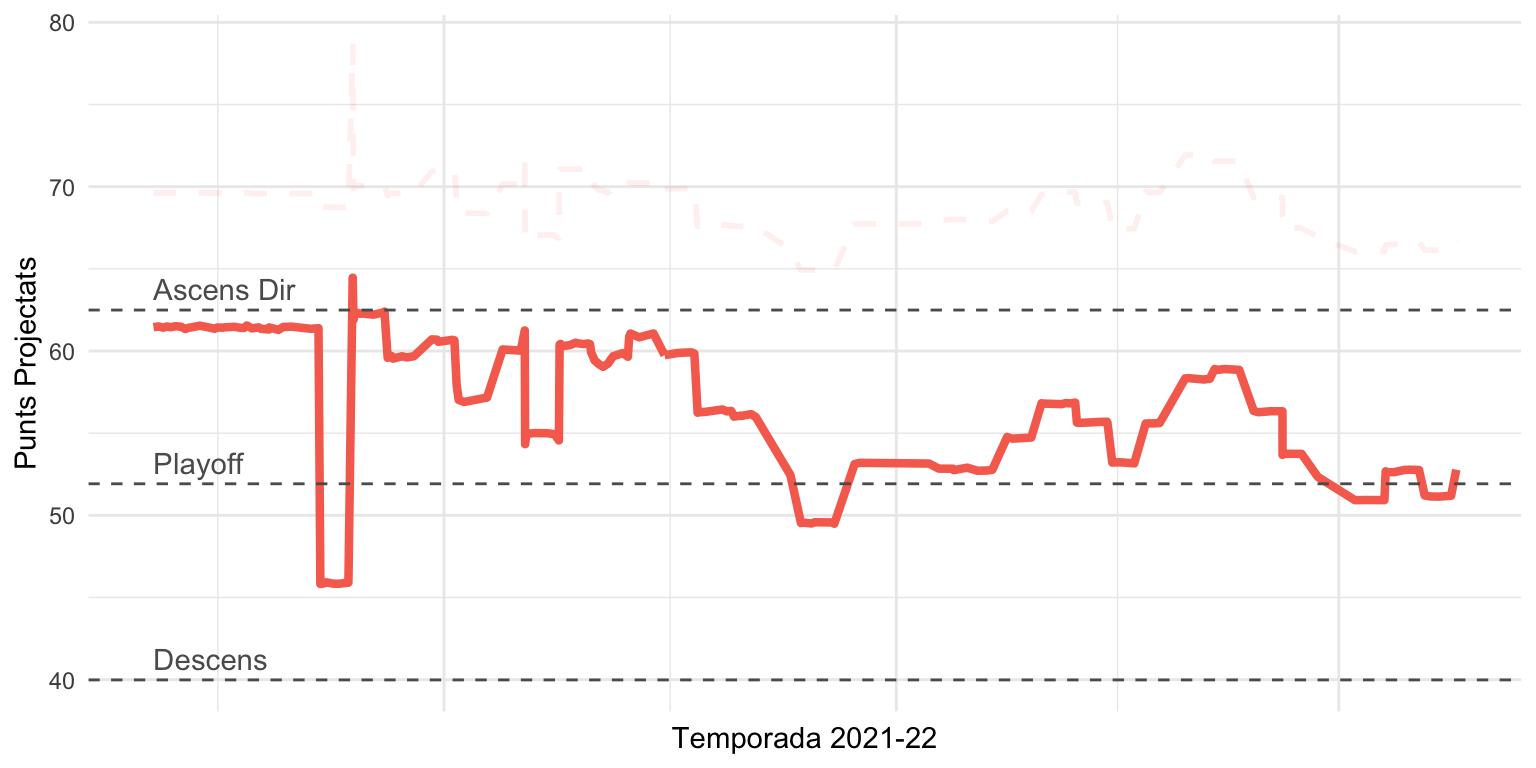 80
70
60
50
40
Punts Projectats
Ascens Dir
Playoff
Descens
Temporada 2021-22